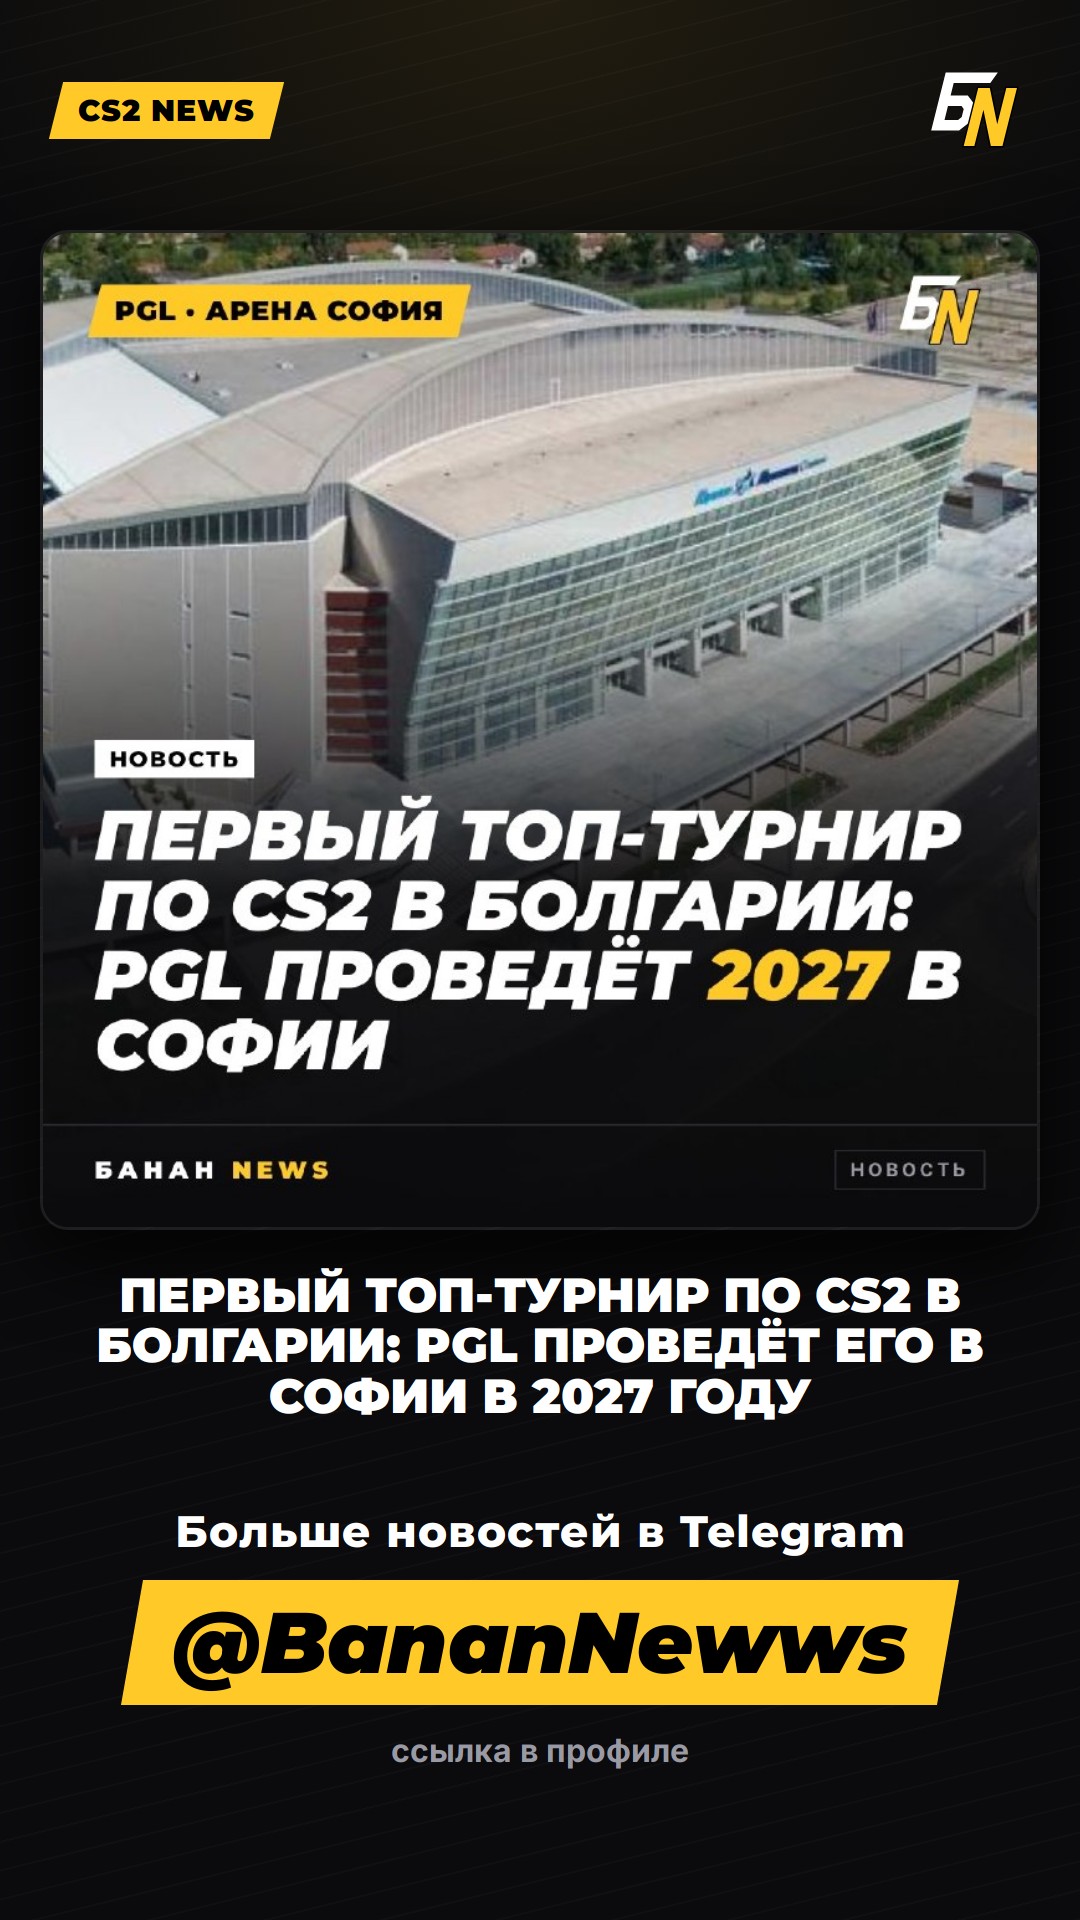 CS2 NEWS
БN
PGL • АРЕНА СОФИЯ
БN
НОВОСТЬ
ПЕРВЫЙ ТОП-ТУРНИР
ПО CS2 В БОЛГАРИИ:
PGL ПРОВЕДЁТ 2027 В
СОФИИ
БАНАН NEWS
НОВОСТЬ
ПЕРВЫЙ ТОП-ТУРНИР ПО CS2 В
БОЛГАРИИ: PGL ПРОВЕДЁТ ЕГО В
СОФИИ В 2027 ГОДУ
Больше новостей в Telegram
@BananNewws
ссылка в профиле